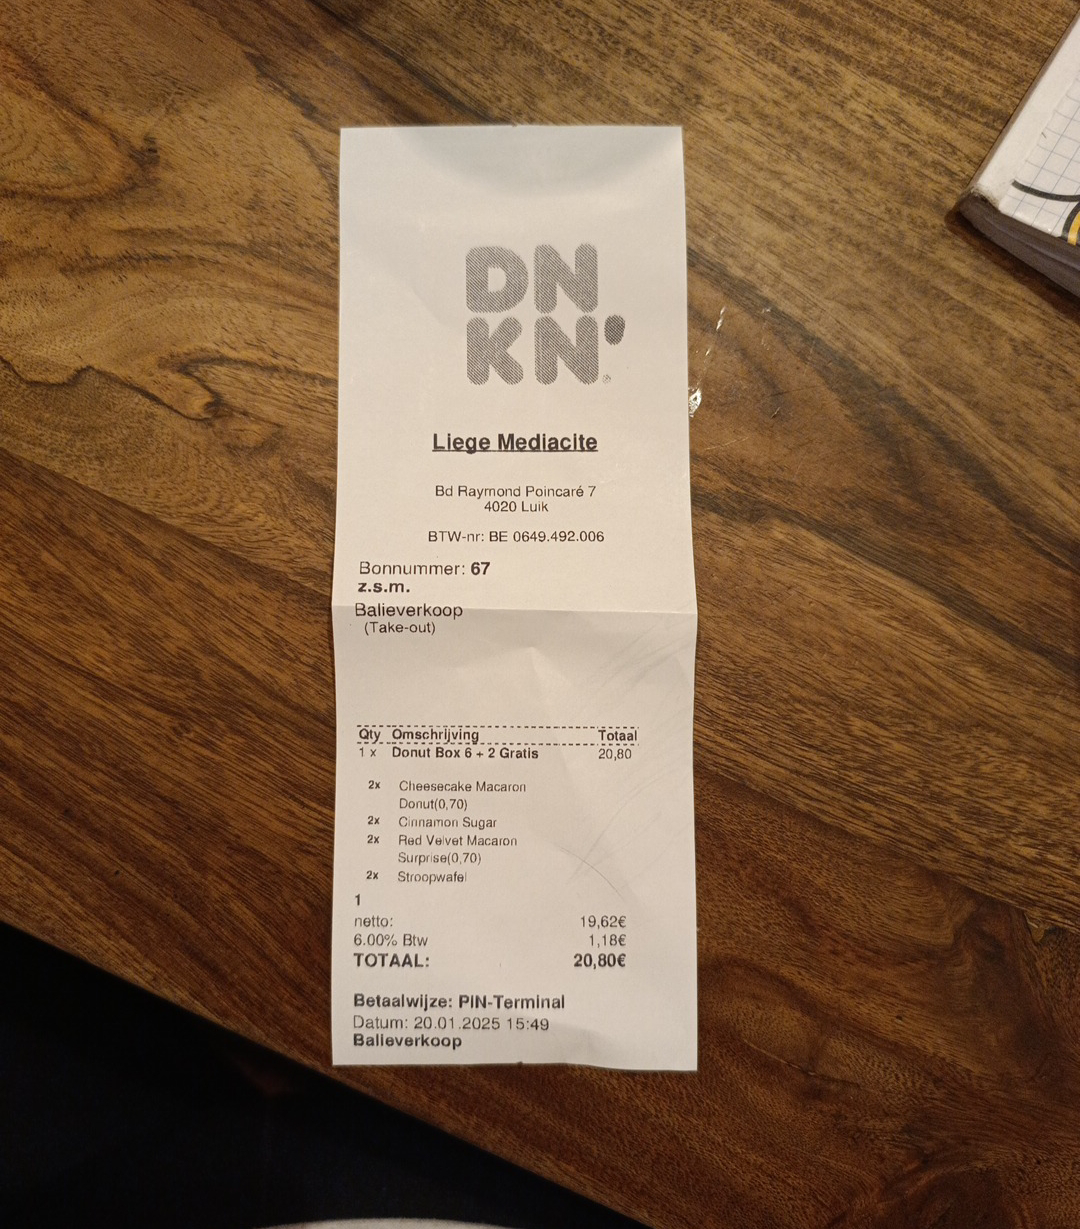 DN
KN'
®
Liege Mediacite
Bd Raymond Poincaré 7
4020 Luik
BTW-nr: BE 0649.492.006
Bonnummer: 67
z.s.m.
Balieverkoop
(Take-out)
Qty Omschrijving Totaal
1 x Donut Box 6 + 2 Gratis 20,80
2x Cheesecake Macaron
Donut(0,70)
2x Cinnamon Sugar
2x Red Velvet Macaron
Surprise(0,70)
2x Stroopwafel
1
netto: 19,62€
6.00% Btw 1,18€
TOTAAL: 20,80€
Betaalwijze: PIN-Terminal
Datum: 20.01.2025 15:49
Balieverkoop